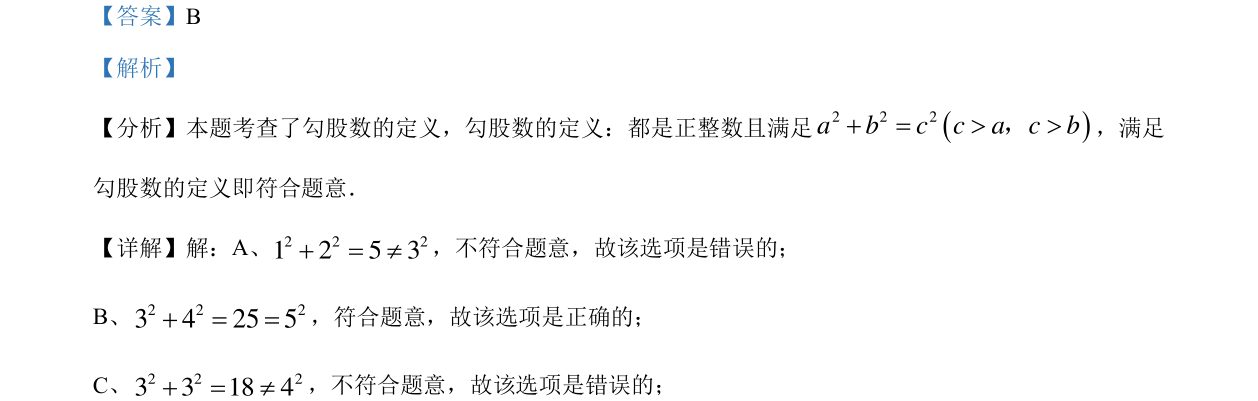 【答案】B
【解析】
【分析】本题考查了勾股数的定义，勾股数的定义：都是正整数且满足 a² + b² = c² (c > a，c > b)，满足
勾股数的定义即符合题意．
【详解】解：A、1² + 2² = 5 ≠ 3²，不符合题意，故该选项是错误的；
B、3² + 4² = 25 = 5²，符合题意，故该选项是正确的；
C、3² + 3² = 18 ≠ 4²，不符合题意，故该选项是错误的；